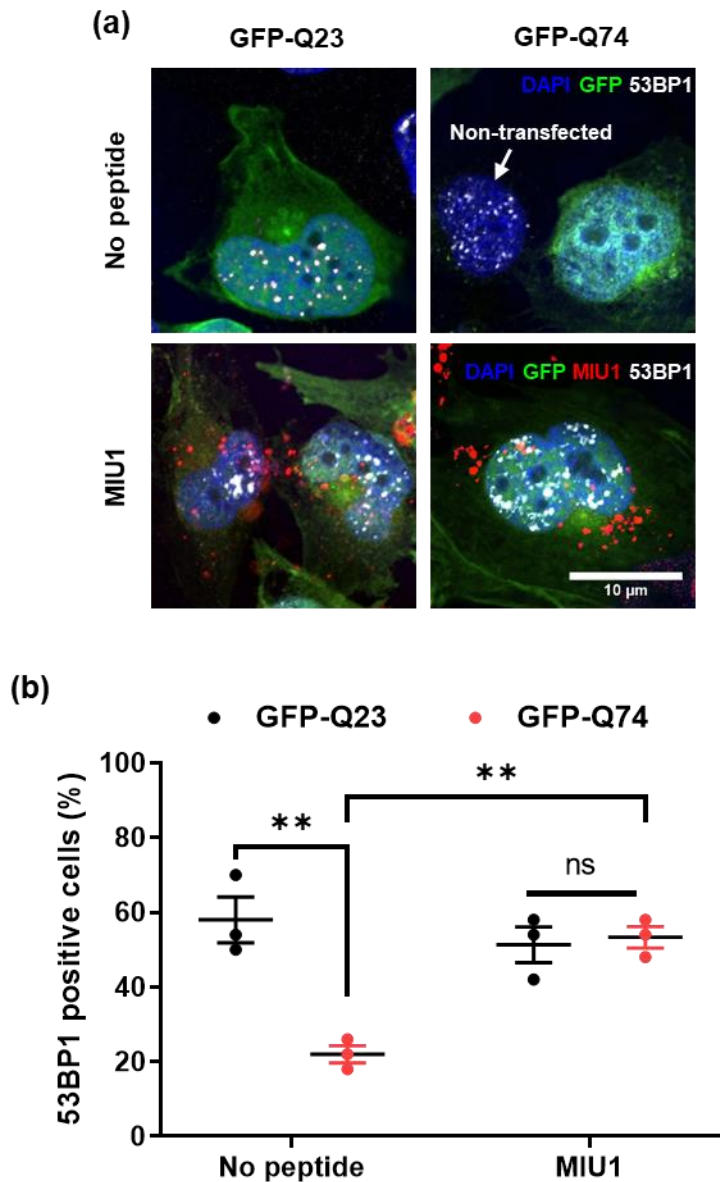 (a)
GFP-Q23 GFP-Q74
No peptide
DAPI GFP 53BP1
Non-transfected
MIU1
DAPI GFP MIU1 53BP1
10 µm
(b)
GFP-Q23 GFP-Q74
53BP1 positive cells (%)
100
80
60
40
20
0
**
**
ns
No peptide MIU1